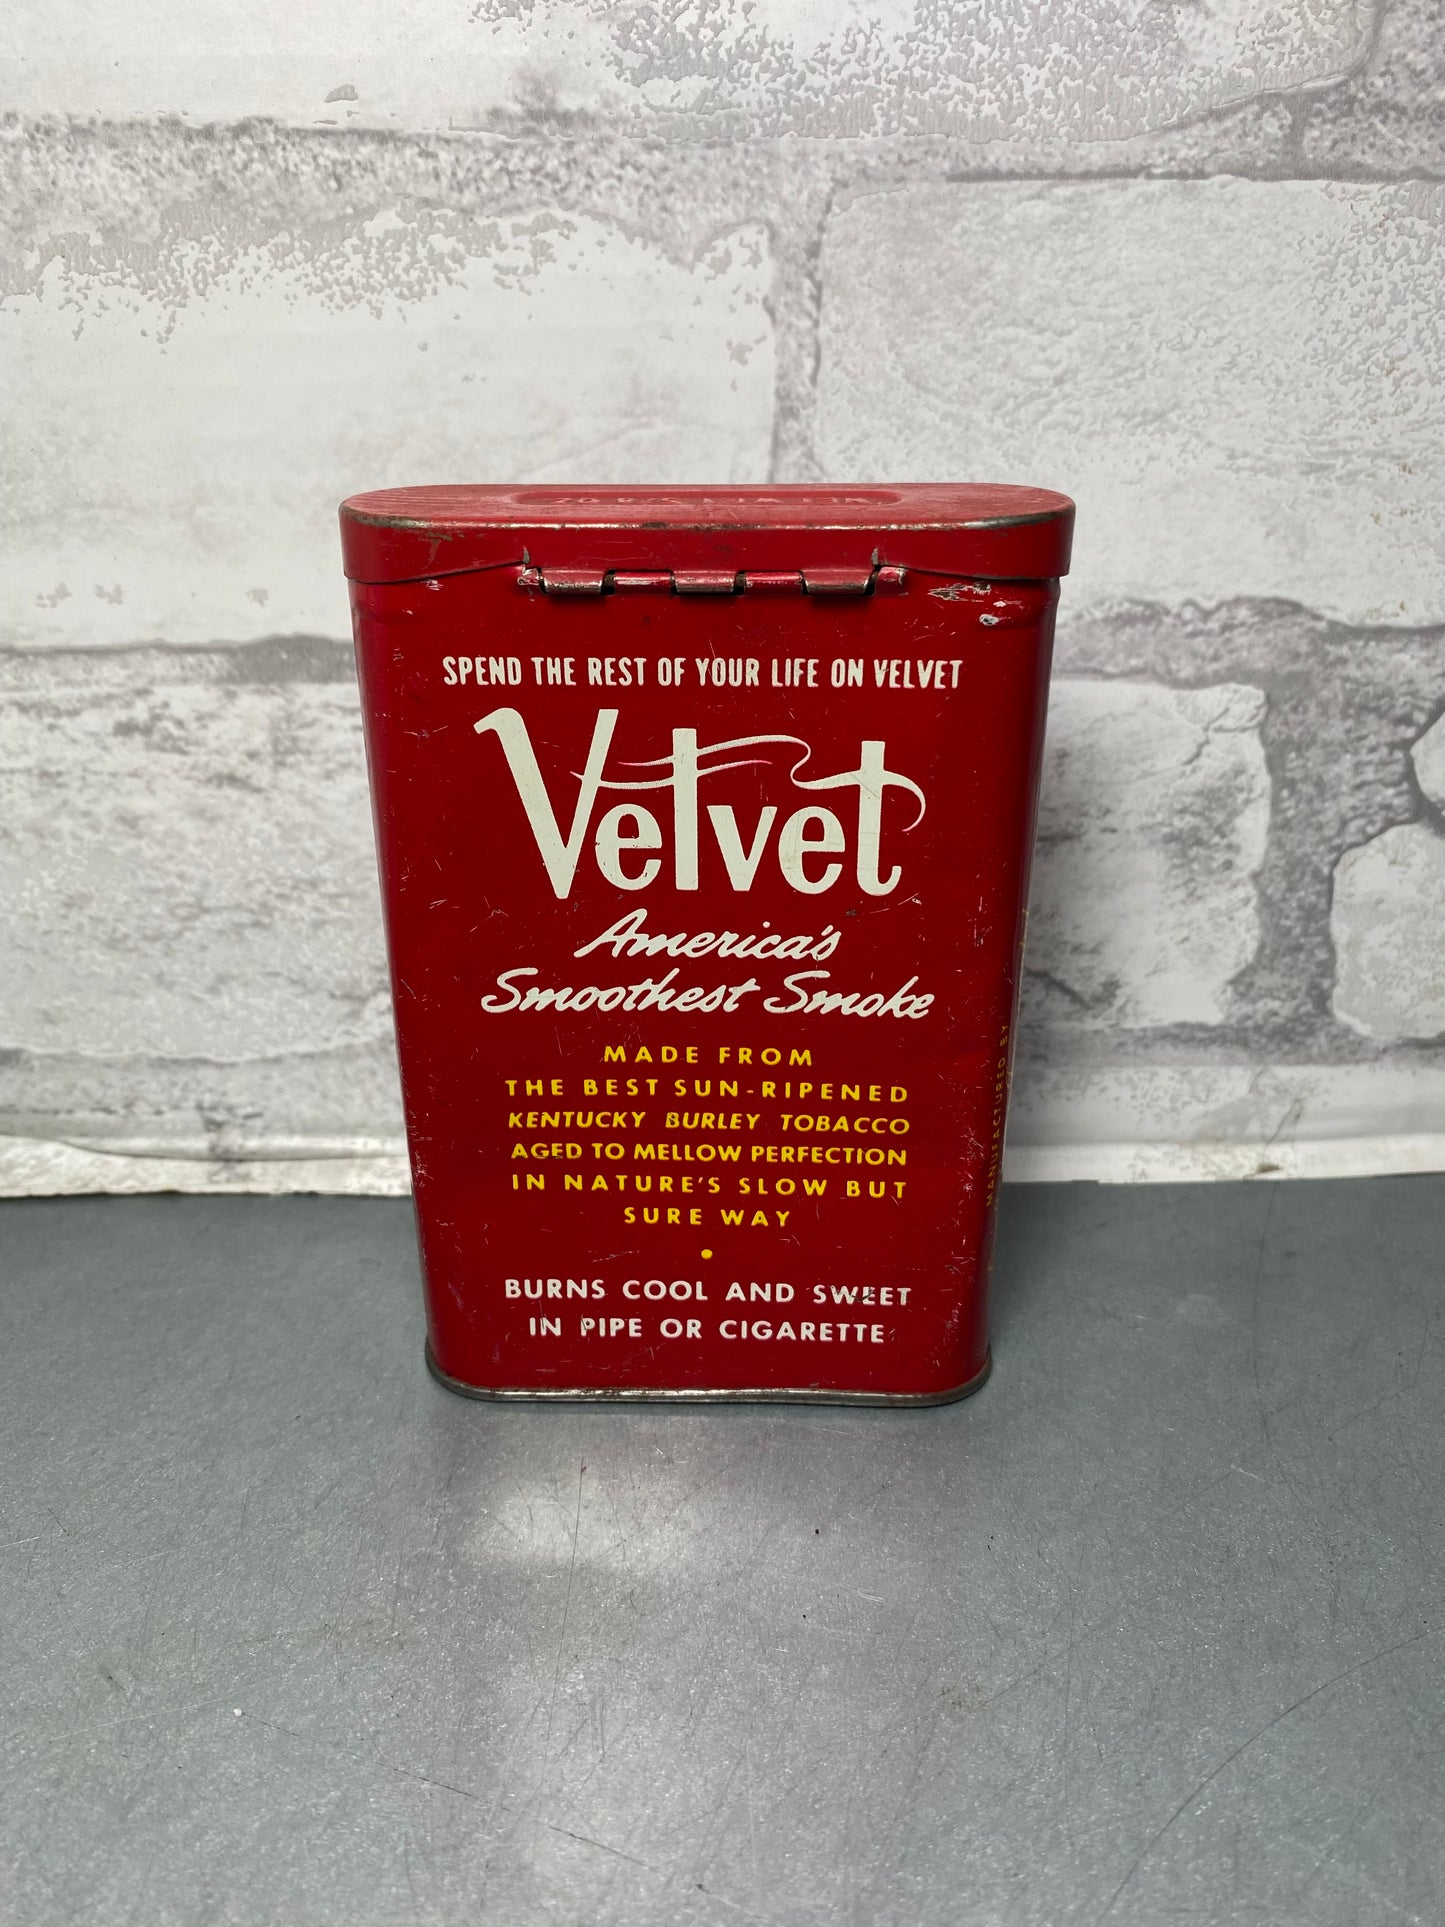 SPEND THE REST OF YOUR LIFE ON VELVET
Velvet
America's
Smoothest Smoke
MADE FROM
THE BEST SUN-RIPENED
KENTUCKY BURLEY TOBACCO
AGED TO MELLOW PERFECTION
IN NATURE'S SLOW BUT
SURE WAY
•
BURNS COOL AND SWEET
IN PIPE OR CIGARETTE
MANUFACTURED BY